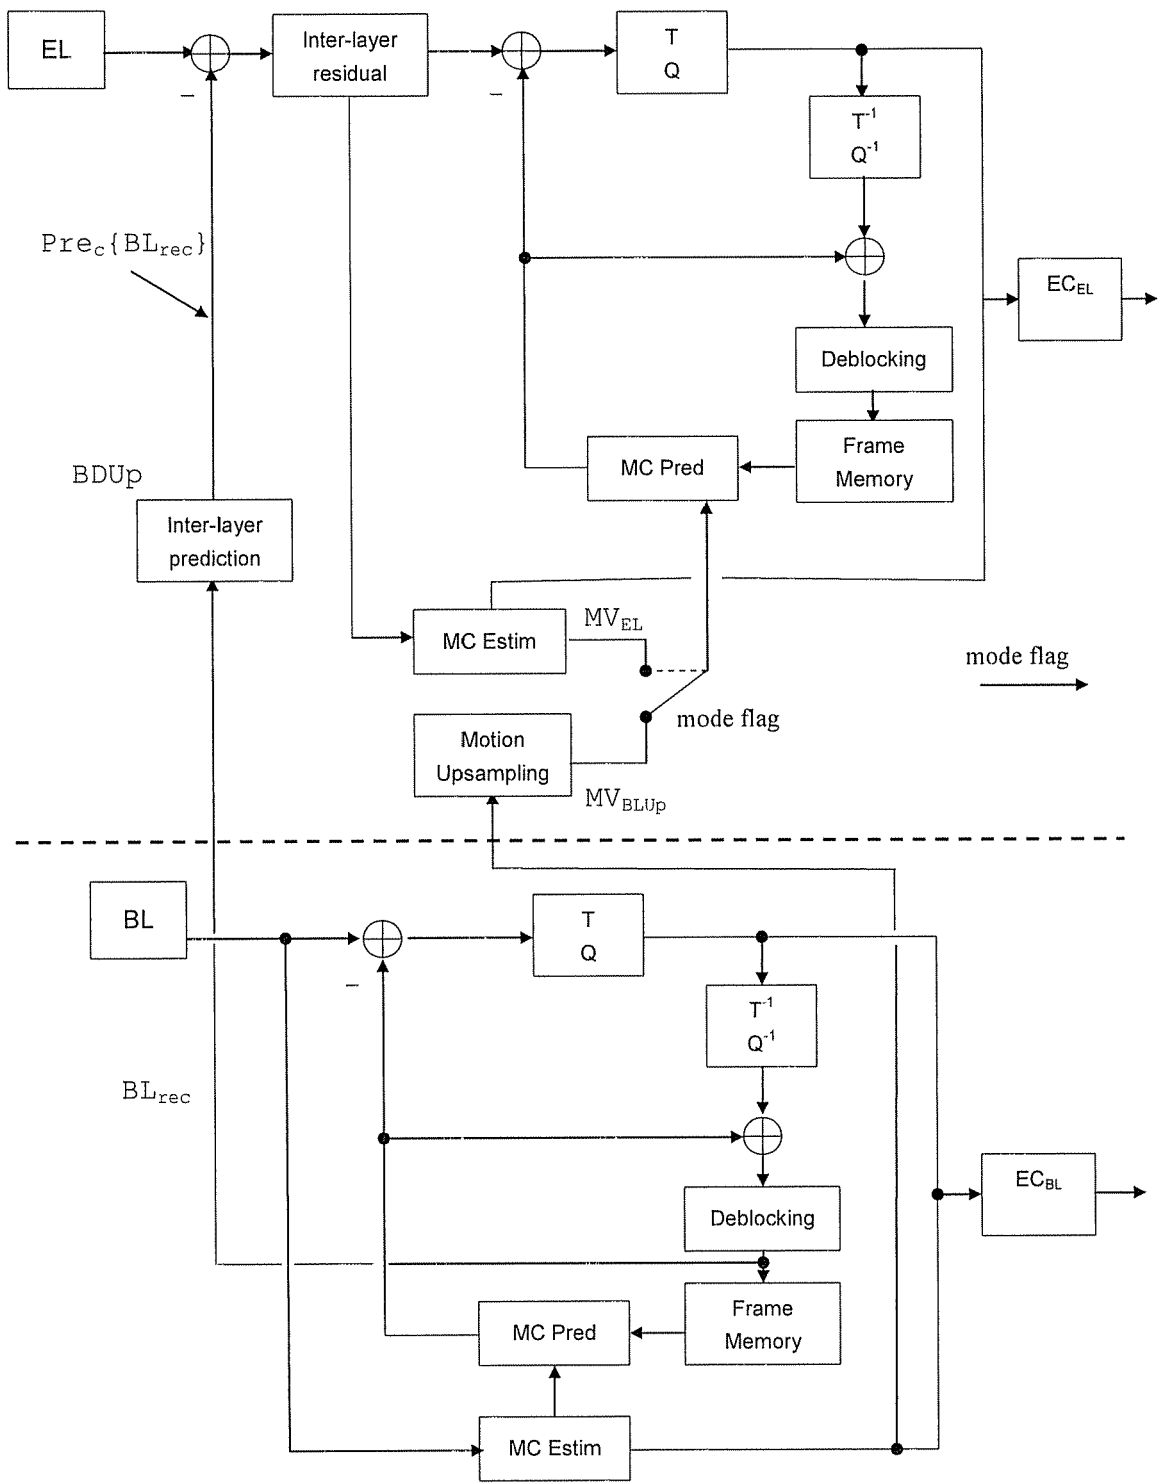 EL
Inter-layer
residual
T
Q
–
–
T⁻¹
Q⁻¹
Preᴄ{BLrec}
ECEL
Deblocking
Frame
Memory
MC Pred
BDUp
Inter-layer
prediction
MVEL
MC Estim
mode flag
mode flag
Motion
Upsampling
MVBLUp
BL
T
Q
–
T⁻¹
Q⁻¹
BLrec
ECBL
Deblocking
Frame
Memory
MC Pred
MC Estim